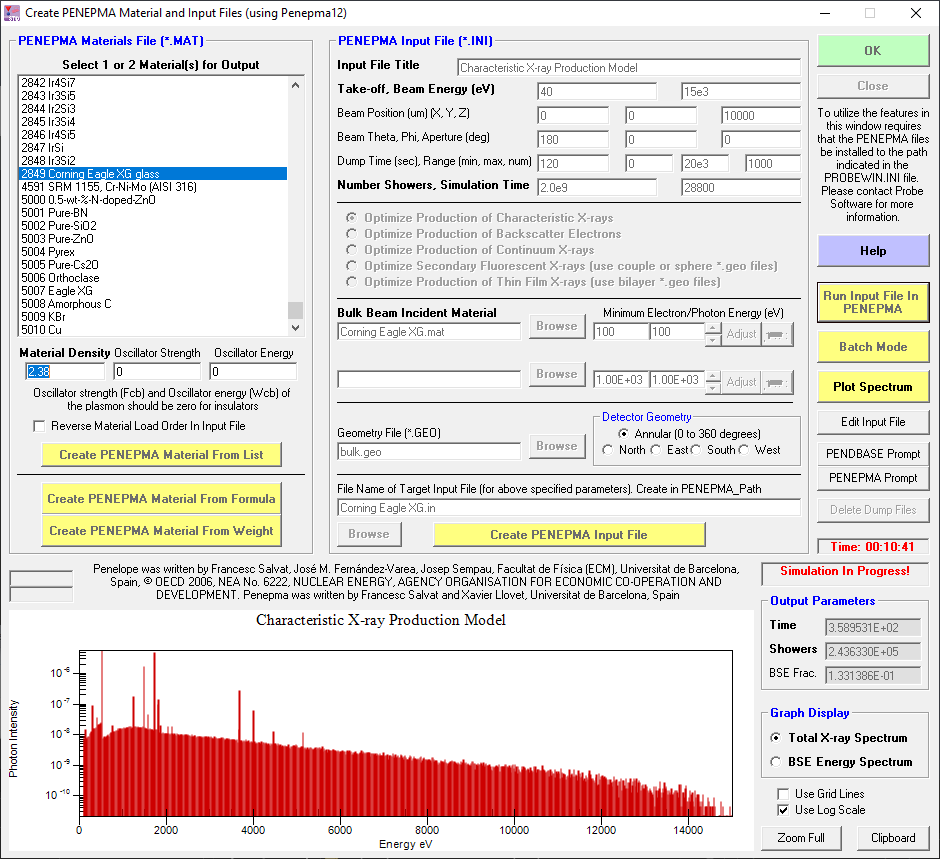 Create PENEPMA Material and Input Files (using Penepma12)
PENEPMA Materials File (*.MAT)
Select 1 or 2 Material(s) for Output
2842 Ir4Si7
2843 Ir3Si5
2844 Ir2Si3
2845 Ir3Si4
2846 Ir4Si5
2847 IrSi
2848 Ir3Si2
2849 Corning Eagle XG glass
4591 SRM 1155, Cr-Ni-Mo (AISI 316)
5000 0.5-wt-%-N-doped-ZnO
5001 Pure-BN
5002 Pure-SiO2
5003 Pure-ZnO
5004 Pyrex
5005 Pure-Cs2O
5006 Orthoclase
5007 Eagle XG
5008 Amorphous C
5009 KBr
5010 Cu
Material Density Oscillator Strength Oscillator Energy
2.38 0 0
Oscillator strength (Fcb) and Oscillator energy (Wcb) of
the plasmon should be zero for insulators
Reverse Material Load Order In Input File
Create PENEPMA Material From List
Create PENEPMA Material From Formula
Create PENEPMA Material From Weight
PENEPMA Input File (*.INI)
Input File Title Characteristic X-ray Production Model
Take-off, Beam Energy (eV) 40 15e3
Beam Position (um) (X, Y, Z) 0 0 10000
Beam Theta, Phi, Aperture (deg) 180 0 0
Dump Time (sec), Range (min, max, num) 120 0 20e3 1000
Number Showers, Simulation Time 2.0e9 28800
Optimize Production of Characteristic X-rays
Optimize Production of Backscatter Electrons
Optimize Production of Continuum X-rays
Optimize Secondary Fluorescent X-rays (use couple or sphere *.geo files)
Optimize Production of Thin Film X-rays (use bilayer *.geo files)
Bulk Beam Incident Material Minimum Electron/Photon Energy (eV)
Corning Eagle XG.mat Browse 100 100 Adjust
Browse 1.00E+03 1.00E+03 Adjust
Geometry File (*.GEO)
bulk.geo Browse
Detector Geometry
Annular (0 to 360 degrees)
North East South West
File Name of Target Input File (for above specified parameters). Create in PENEPMA_Path
Corning Eagle XG.in
Browse Create PENEPMA Input File
OK
Close
To utilize the features in
this window requires
that the PENEPMA files
be installed to the path
indicated in the
PROBEWIN.INI file.
Please contact Probe
Software for more
information.
Help
Run Input File In
PENEPMA
Batch Mode
Plot Spectrum
Edit Input File
PENDBASE Prompt
PENEPMA Prompt
Delete Dump Files
Time: 00:10:41
Simulation In Progress!
Penelope was written by Francesc Salvat, José M. Fernández-Varea, Josep Sempau, Facultat de Física (ECM), Universitat de Barcelona,
Spain, © OECD 2006, NEA No. 6222, NUCLEAR ENERGY, AGENCY ORGANISATION FOR ECONOMIC CO-OPERATION AND
DEVELOPMENT. Penepma was written by Francesc Salvat and Xavier Llovet, Universitat de Barcelona, Spain
Output Parameters
Time 3.589531E+02
Showers 2.436330E+05
BSE Frac. 1.331386E-01
Graph Display
Total X-ray Spectrum
BSE Energy Spectrum
Use Grid Lines
Use Log Scale
Zoom Full Clipboard
Characteristic X-ray Production Model
Photon Intensity
10-6
10-7
10-8
10-9
10-10
0 2000 4000 6000 8000 10000 12000 14000
Energy eV